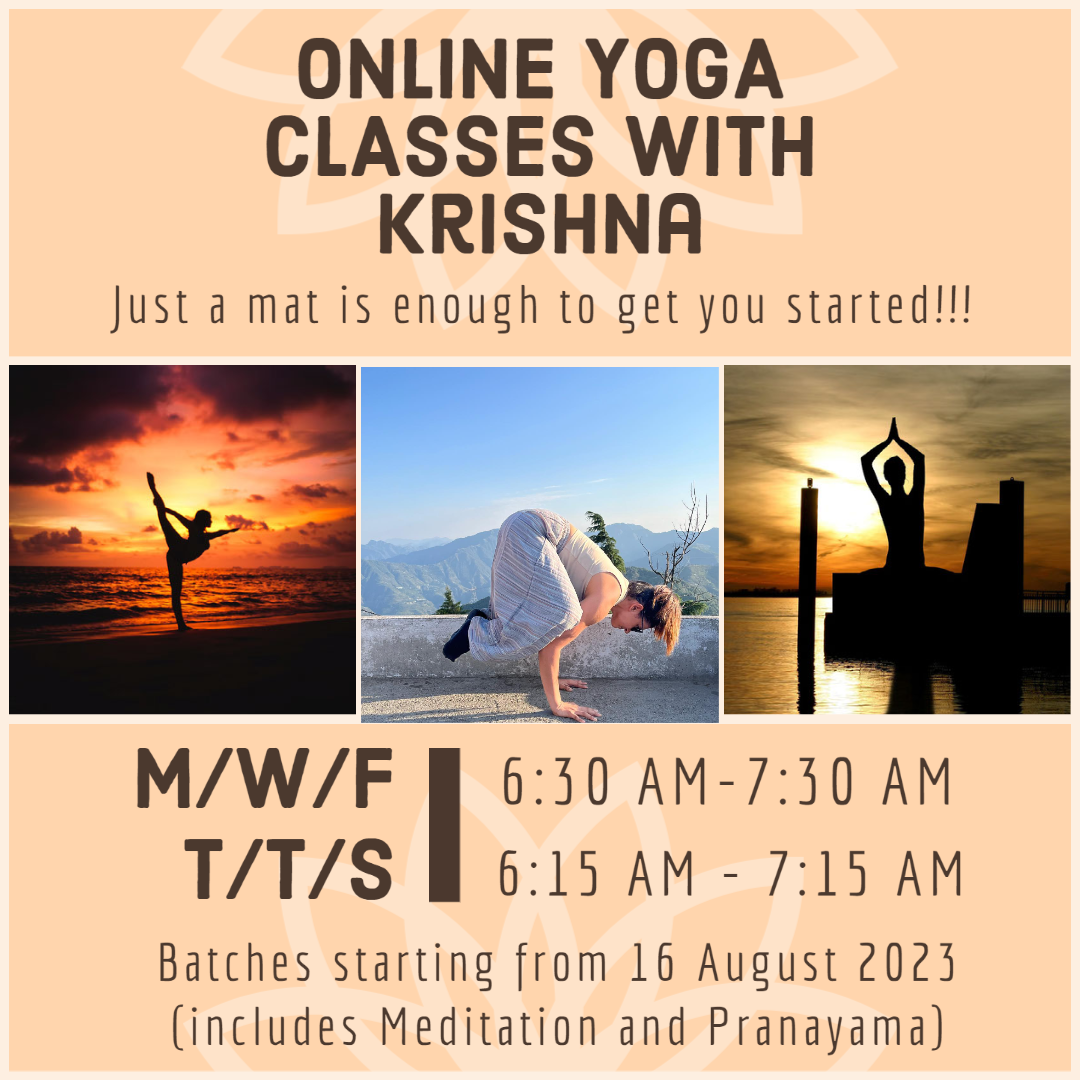 ONLINE YOGA
CLASSES WITH
KRISHNA
Just a mat is enough to get you started!!!
M/W/F 6:30 AM-7:30 AM
T/T/S 6:15 AM - 7:15 AM
Batches starting from 16 August 2023
(includes Meditation and Pranayama)